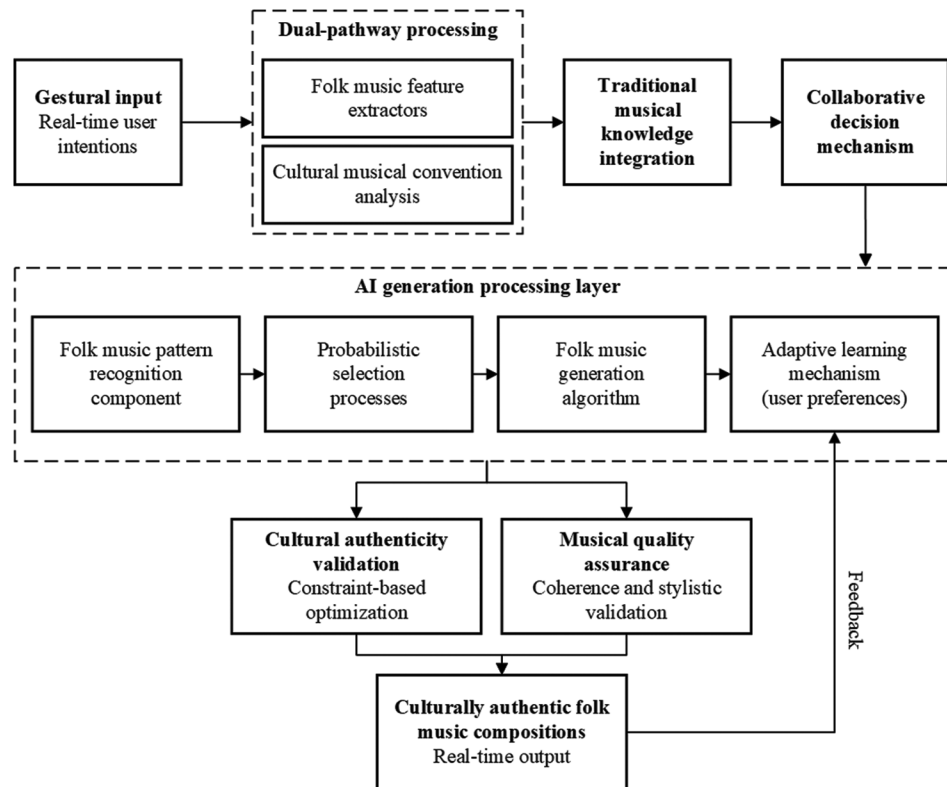 Dual-pathway processing
Gestural input
Real-time user
intentions
Folk music feature
extractors
Cultural musical convention
analysis
Traditional
musical
knowledge
integration
Collaborative
decision
mechanism
AI generation processing layer
Folk music pattern
recognition
component
Probabilistic
selection
processes
Folk music
generation
algorithm
Adaptive learning
mechanism
(user preferences)
Cultural authenticity
validation
Constraint-based
optimization
Musical quality
assurance
Coherence and stylistic
validation
Feedback
Culturally authentic folk
music compositions
Real-time output